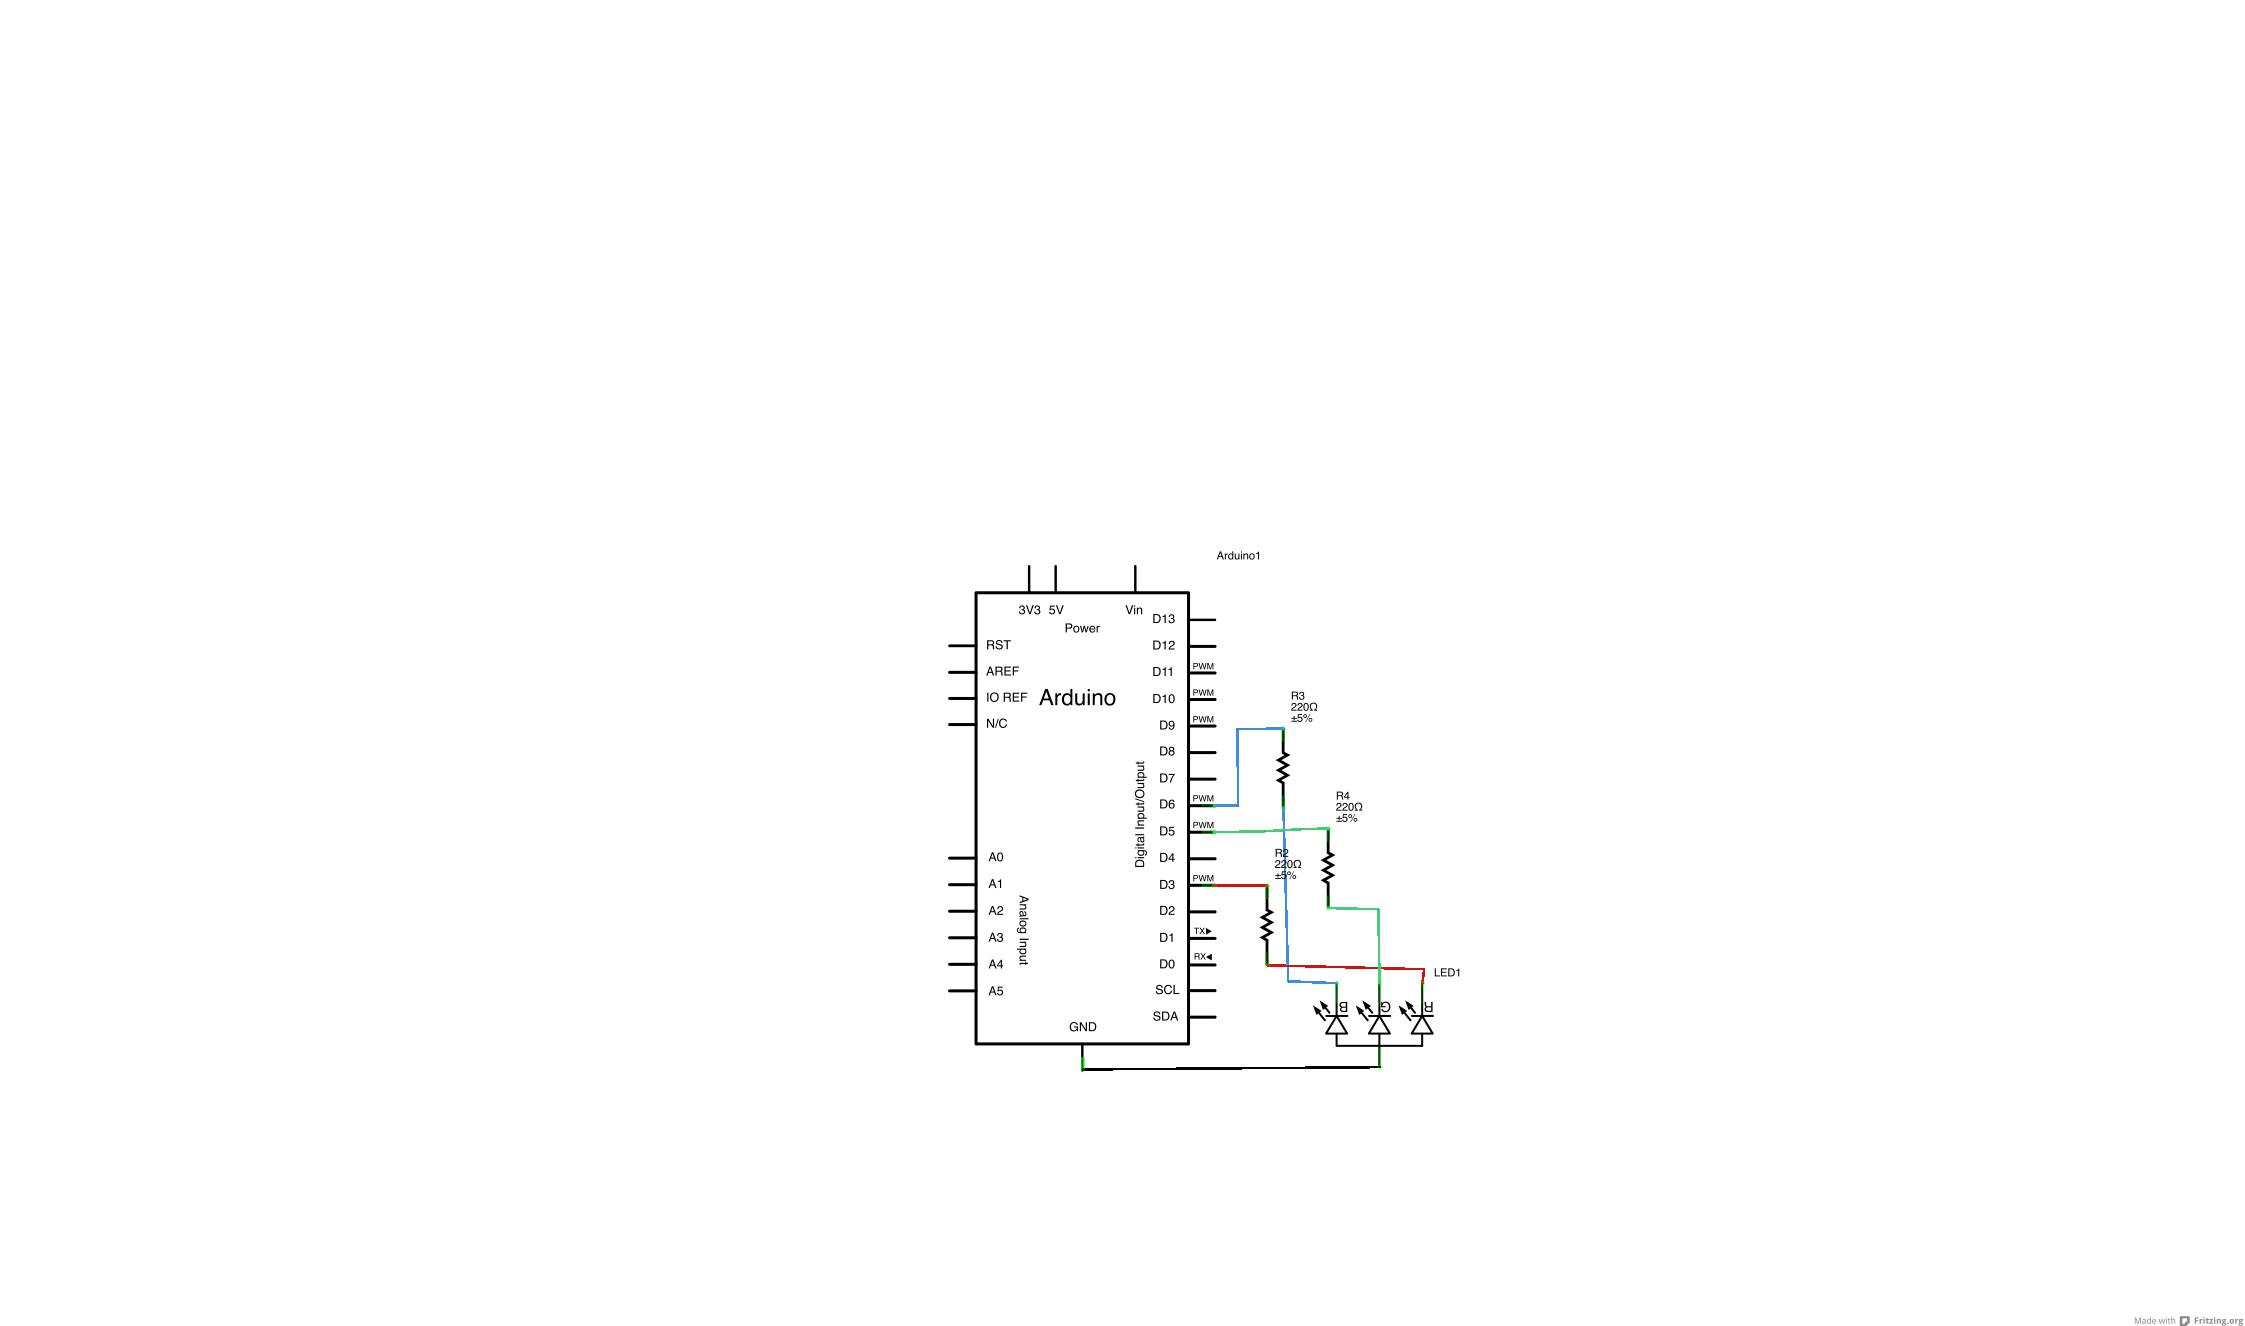 Arduino1
3V3 5V Vin
Power
D13
RST
D12
AREF
D11 PWM
IO REF
Arduino
D10 PWM
N/C
D9 PWM
D8
D7
D6 PWM
D5 PWM
D4
D3 PWM
D2
D1 TX
D0 RX
SCL
SDA
Digital Input/Output
A0
A1
A2
A3
A4
A5
Analog Input
GND
R3
220Ω
±5%
R4
220Ω
±5%
R2
220Ω
±5%
LED1
B G R
Made with Fritzing.org